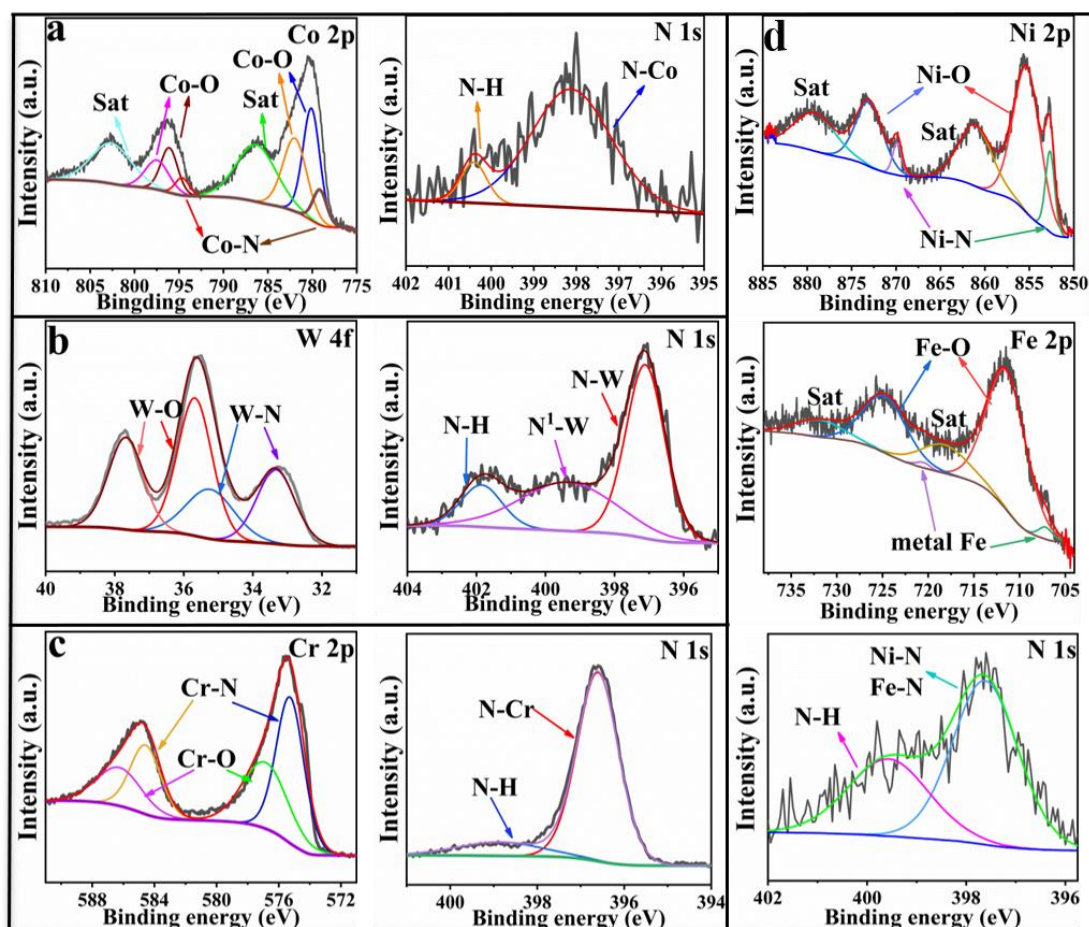 a
Co 2p
Co-O
Co-O
Sat
Sat
Co-N
Intensity (a.u.)
810 805 800 795 790 785 780 775
Bingding energy (eV)
N 1s
N-H
N-Co
Intensity (a.u.)
402 401 400 399 398 397 396 395
Binding energy (eV)
d
Ni 2p
Ni-O
Sat
Sat
Ni-N
Intensity (a.u.)
885 880 875 870 865 860 855 850
Binding energy (eV)
b
W 4f
W-O
W-N
Intensity (a.u.)
40 38 36 34 32
Binding energy (eV)
N 1s
N-W
N-H
N¹-W
Intensity (a.u.)
404 402 400 398 396
Binding energy (eV)
Fe 2p
Fe-O
Sat
Sat
metal Fe
Intensity (a.u.)
735 730 725 720 715 710 705
Binding energy (eV)
c
Cr 2p
Cr-N
Cr-O
Intensity (a.u.)
588 584 580 576 572
Binding energy (eV)
N 1s
N-Cr
N-H
Intensity (a.u.)
400 398 396 394
Binding energy (eV)
N 1s
Ni-N
Fe-N
N-H
Intensity (a.u.)
402 400 398 396
Binding energy (eV)